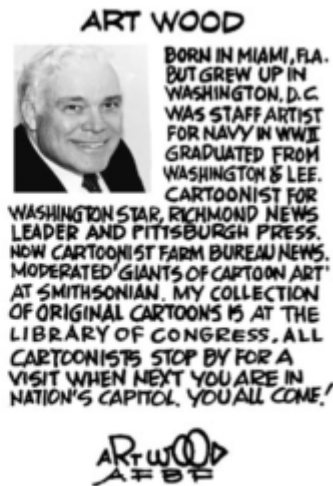 ART WOOD
BORN IN MIAMI, FLA.
BUT GREW UP IN
WASHINGTON, D.C.
WAS STAFF ARTIST
FOR NAVY IN WWII
GRADUATED FROM
WASHINGTON & LEE.
CARTOONIST FOR
WASHINGTON STAR, RICHMOND NEWS
LEADER AND PITTSBURGH PRESS.
NOW CARTOONIST FARM BUREAU NEWS.
MODERATED 'GIANTS OF CARTOON ART'
AT SMITHSONIAN. MY COLLECTION
OF ORIGINAL CARTOONS IS AT THE
LIBRARY OF CONGRESS. ALL
CARTOONISTS STOP BY FOR A
VISIT WHEN NEXT YOU ARE IN
NATION'S CAPITOL. YOU ALL COME!
ART WOOD
AFBF